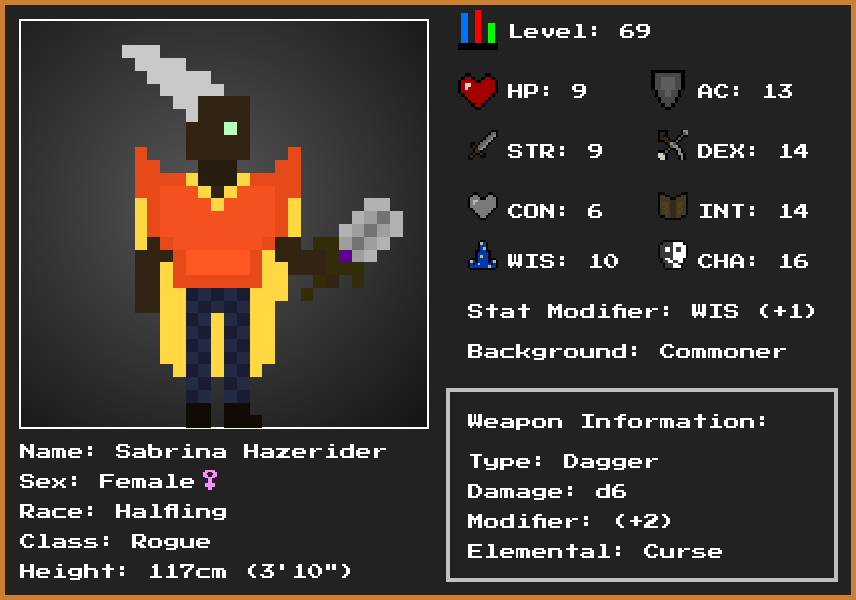 Level: 69
HP: 9 AC: 13
STR: 9 DEX: 14
CON: 6 INT: 14
WIS: 10 CHA: 16
Stat Modifier: WIS (+1)
Background: Commoner
Weapon Information:
Type: Dagger
Damage: d6
Modifier: (+2)
Elemental: Curse
Name: Sabrina Hazerider
Sex: Female♀
Race: Halfling
Class: Rogue
Height: 117cm (3'10")